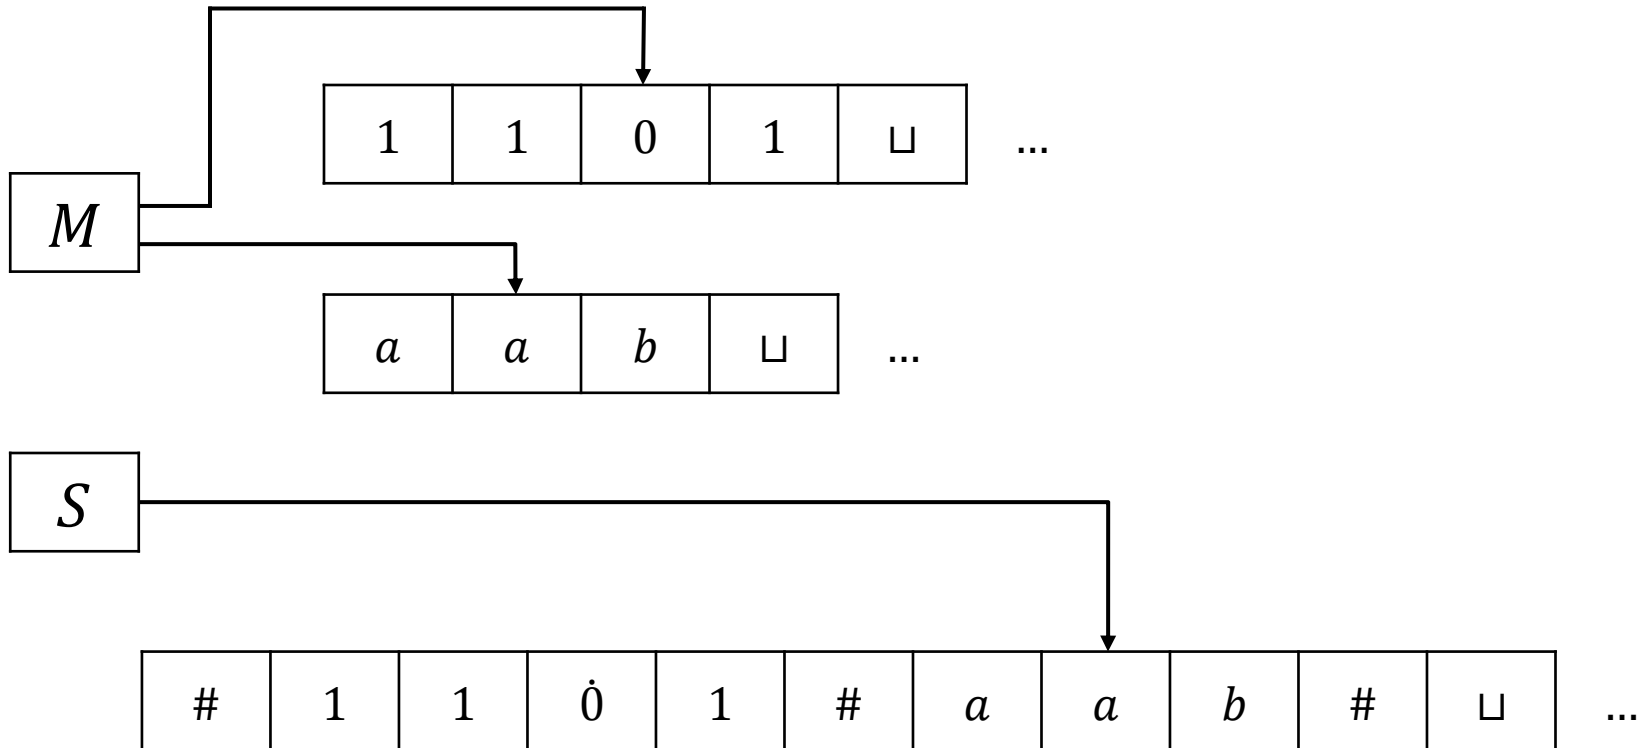 1 1 0 1 ⊔ ...
M
a a b ⊔ ...
S
# 1 1 0̇ 1 # a a b # ⊔ ...